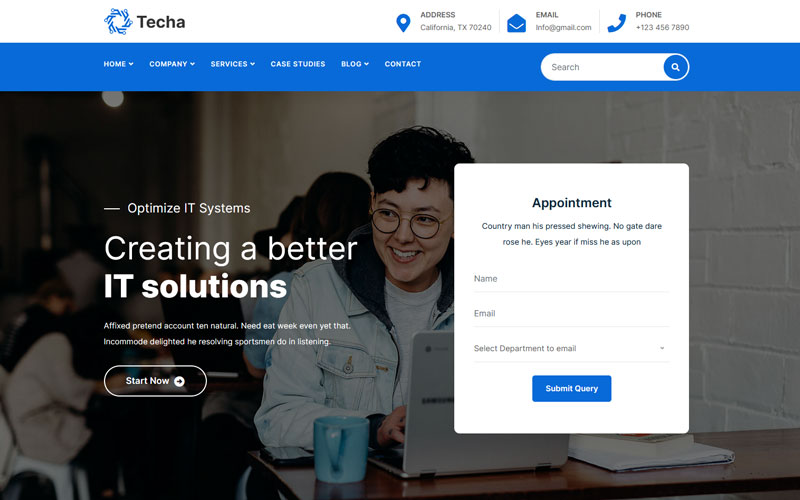 Techa
ADDRESS
California, TX 70240
EMAIL
Info@gmail.com
PHONE
+123 456 7890
HOME
COMPANY
SERVICES
CASE STUDIES
BLOG
CONTACT
Search
Optimize IT Systems
Creating a better
IT solutions
Affixed pretend account ten natural. Need eat week even yet that.
Incommode delighted he resolving sportsmen do in listening.
Start Now
Appointment
Country man his pressed shewing. No gate dare
rose he. Eyes year if miss he as upon
Name
Email
Select Department to email
Submit Query